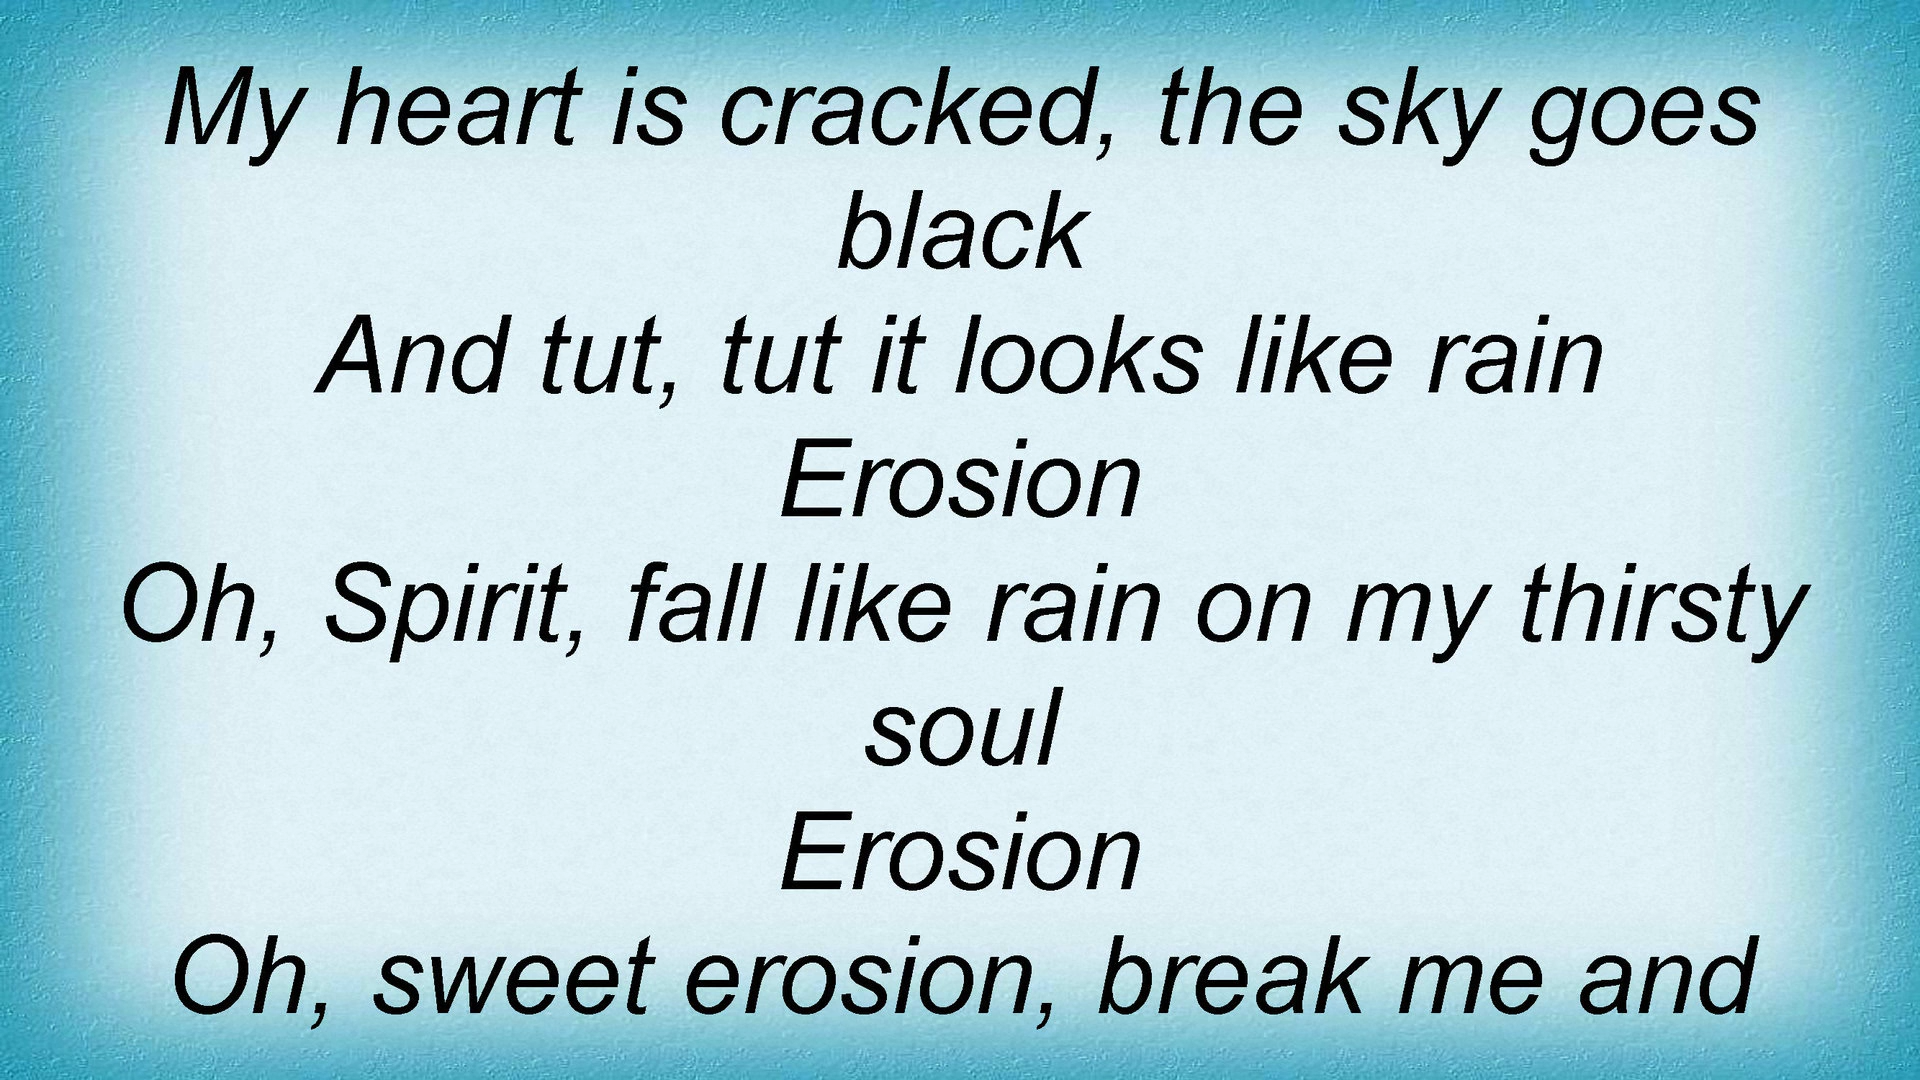 My heart is cracked, the sky goes
black
And tut, tut it looks like rain
Erosion
Oh, Spirit, fall like rain on my thirsty
soul
Erosion
Oh, sweet erosion, break me and